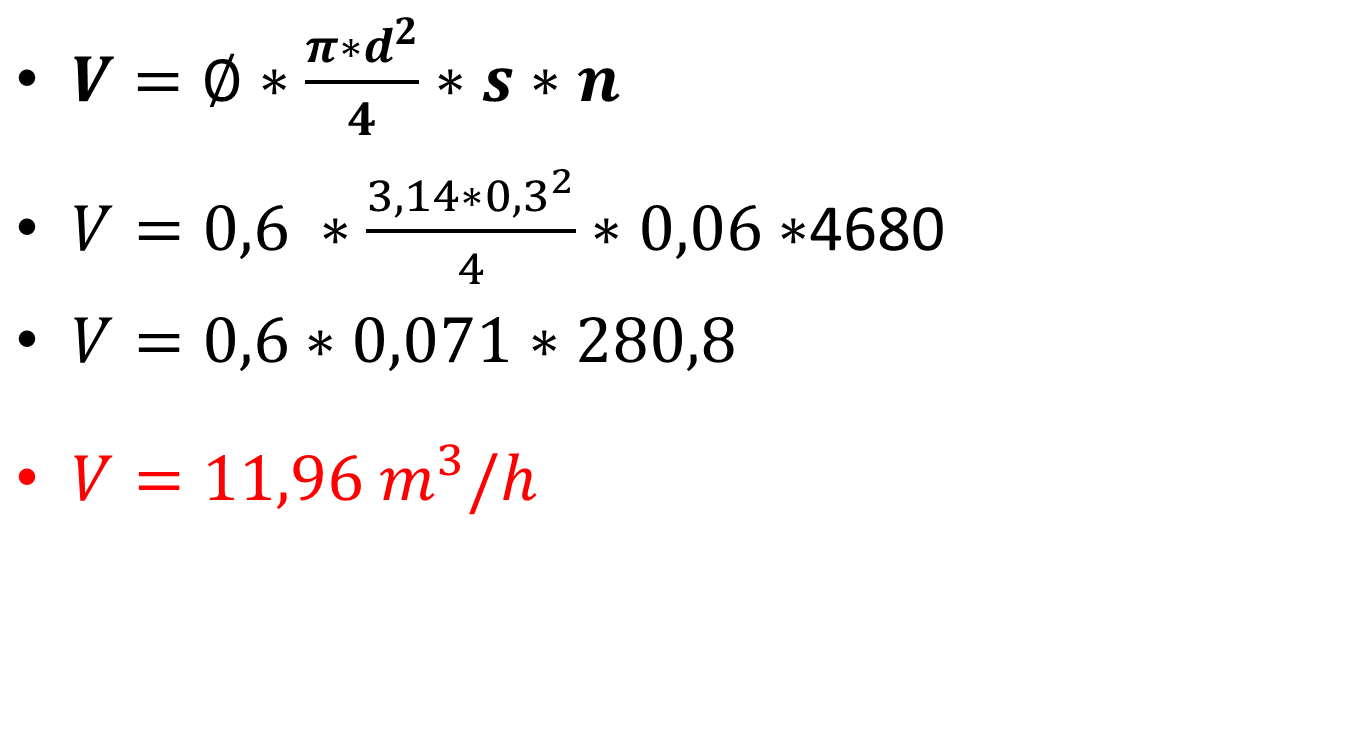 • V = ∅ * (π*d²)/4 * s * n
• V = 0,6 * (3,14*0,3²)/4 * 0,06 *4680
• V = 0,6 * 0,071 * 280,8
• V = 11,96 m³/h